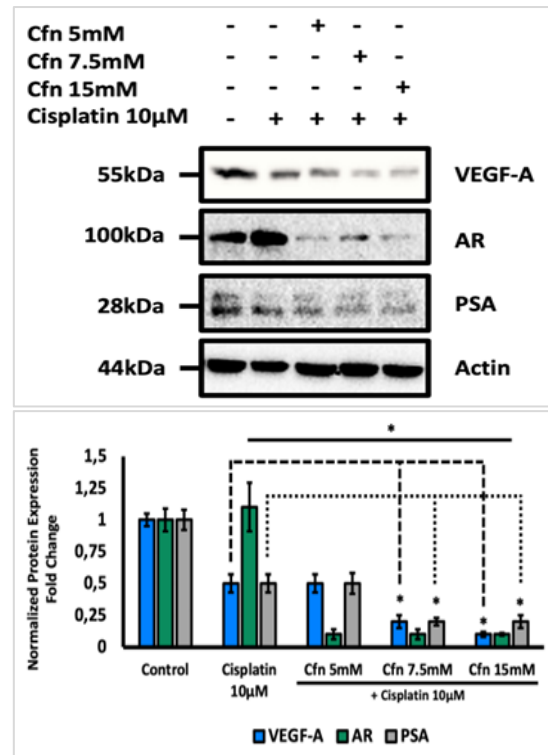 Cfn 5mM - - + - -
Cfn 7.5mM - - - + -
Cfn 15mM - - - - +
Cisplatin 10µM - + + + +
55kDa VEGF-A
100kDa AR
28kDa PSA
44kDa Actin
*
1,5
1,25
1
0,75
0,5
0,25
0
Normalized Protein Expression
Fold Change
* * * *
Control Cisplatin 10µM Cfn 5mM Cfn 7.5mM Cfn 15mM
+ Cisplatin 10µM
VEGF-A AR PSA